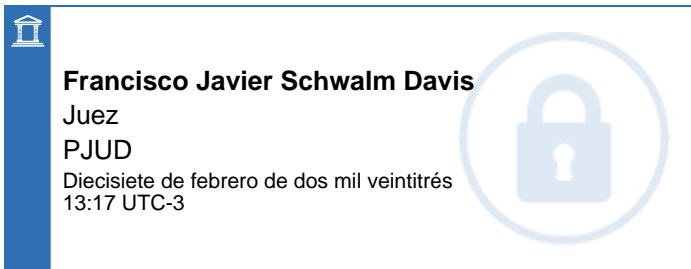 Francisco Javier Schwalm Davis
Juez
PJUD
Diecisiete de febrero de dos mil veintitrés
13:17 UTC-3